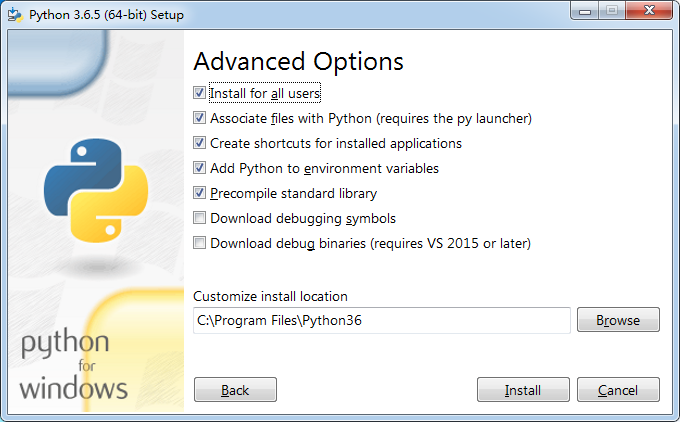 Python 3.6.5 (64-bit) Setup
Advanced Options
Install for all users
Associate files with Python (requires the py launcher)
Create shortcuts for installed applications
Add Python to environment variables
Precompile standard library
Download debugging symbols
Download debug binaries (requires VS 2015 or later)
Customize install location
C:\Program Files\Python36
Browse
python
for
windows
Back
Install
Cancel